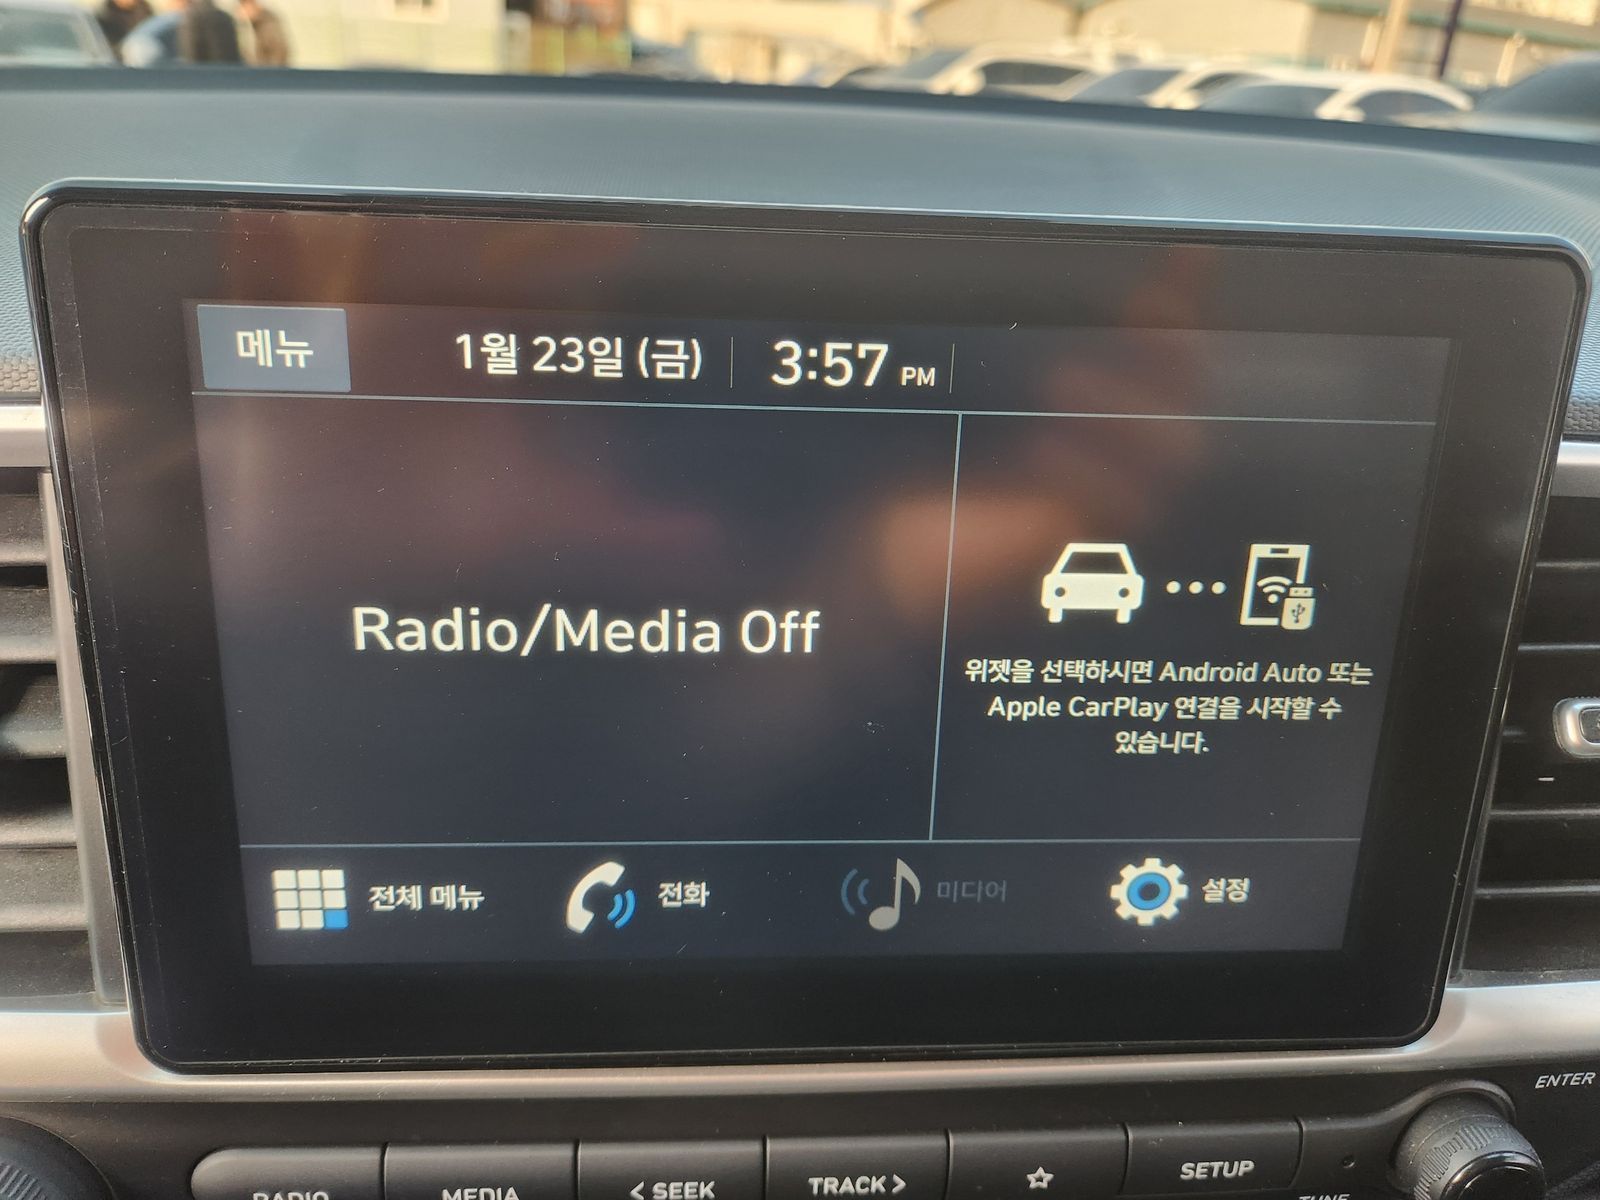 메뉴 1월 23일 (금) 3:57 PM
Radio/Media Off
위젯을 선택하시면 Android Auto 또는
Apple CarPlay 연결을 시작할 수
있습니다.
전체 메뉴 전화 미디어 설정
ENTER
RADIO MEDIA < SEEK TRACK > SETUP
TUNE